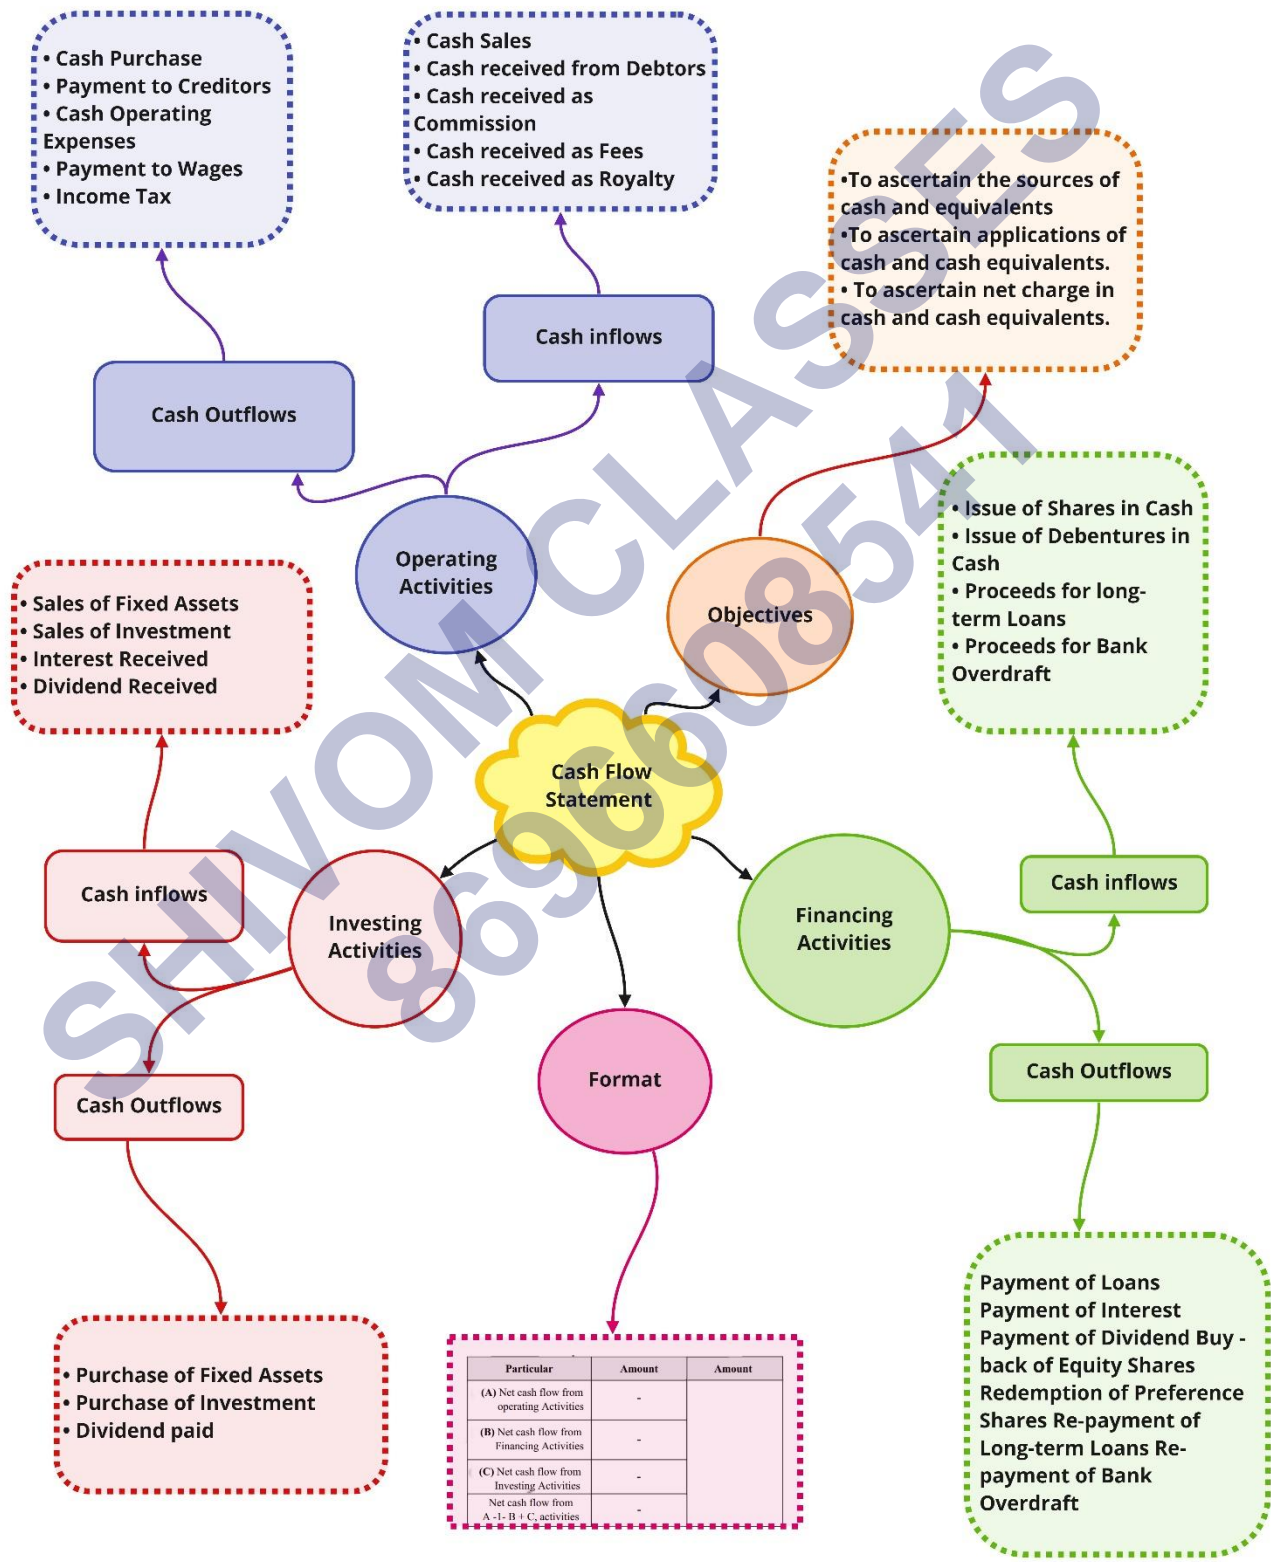 • Cash Purchase
• Payment to Creditors
• Cash Operating
Expenses
• Payment to Wages
• Income Tax
• Cash Sales
• Cash received from Debtors
• Cash received as
Commission
• Cash received as Fees
• Cash received as Royalty
•To ascertain the sources of
cash and equivalents
•To ascertain applications of
cash and cash equivalents.
• To ascertain net charge in
cash and cash equivalents.
Cash inflows
Cash Outflows
Operating
Activities
Objectives
• Issue of Shares in Cash
• Issue of Debentures in
Cash
• Proceeds for long-
term Loans
• Proceeds for Bank
Overdraft
• Sales of Fixed Assets
• Sales of Investment
• Interest Received
• Dividend Received
Cash Flow
Statement
Cash inflows
Investing
Activities
Financing
Activities
Cash inflows
Cash Outflows
Format
Cash Outflows
• Purchase of Fixed Assets
• Purchase of Investment
• Dividend paid
Particular Amount Amount
(A) Net cash flow from -
operating Activities
(B) Net cash flow from -
Financing Activities
(C) Net cash flow from -
Investing Activities
Net cash flow from -
A -1- B + C, activities
Payment of Loans
Payment of Interest
Payment of Dividend Buy -
back of Equity Shares
Redemption of Preference
Shares Re-payment of
Long-term Loans Re-
payment of Bank
Overdraft
SHIVOM CLASSES
8696608541